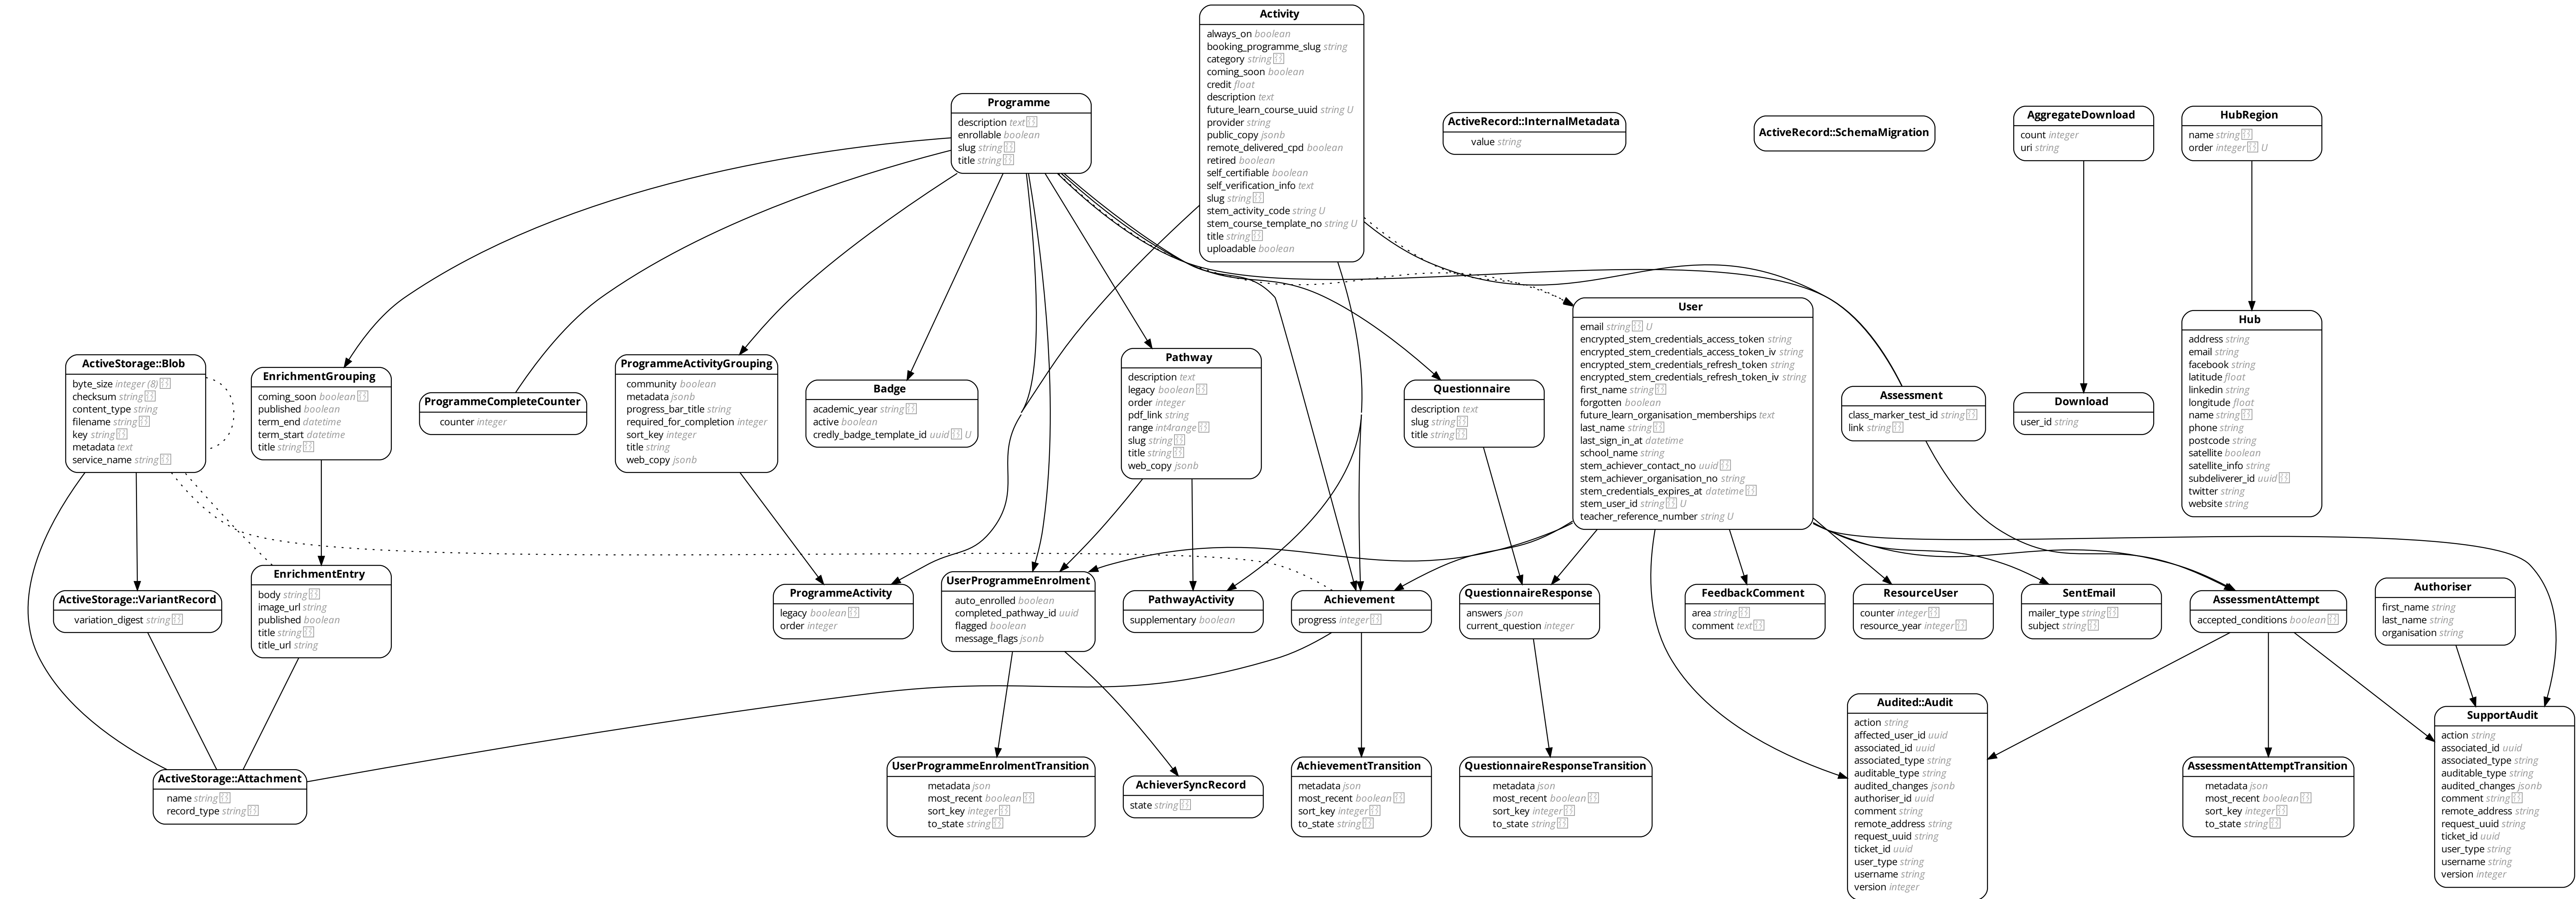 Activity
always_on boolean
booking_programme_slug string
category string
coming_soon boolean
credit float
description text
future_learn_course_uuid string U
provider string
public_copy jsonb
remote_delivered_cpd boolean
retired boolean
self_certifiable boolean
self_verification_info text
slug string
stem_activity_code string U
stem_course_template_no string U
title string
uploadable boolean
Programme
description text
enrollable boolean
slug string
title string
ActiveRecord::InternalMetadata
value string
ActiveRecord::SchemaMigration
AggregateDownload
count integer
uri string
HubRegion
name string
order integer U
User
email string U
encrypted_stem_credentials_access_token string
encrypted_stem_credentials_access_token_iv string
encrypted_stem_credentials_refresh_token string
encrypted_stem_credentials_refresh_token_iv string
first_name string
forgotten boolean
future_learn_organisation_memberships text
last_name string
last_sign_in_at datetime
school_name string
stem_achiever_contact_no uuid
stem_achiever_organisation_no string
stem_credentials_expires_at datetime
stem_user_id string U
teacher_reference_number string U
Hub
address string
email string
facebook string
latitude float
linkedin string
longitude float
name string
phone string
postcode string
satellite boolean
satellite_info string
subdeliverer_id uuid
twitter string
website string
ActiveStorage::Blob
byte_size integer (8)
checksum string
content_type string
filename string
key string
metadata text
service_name string
EnrichmentGrouping
coming_soon boolean
published boolean
term_end datetime
term_start datetime
title string
ProgrammeCompleteCounter
counter integer
ProgrammeActivityGrouping
community boolean
metadata jsonb
progress_bar_title string
required_for_completion integer
sort_key integer
title string
web_copy jsonb
Badge
academic_year string
active boolean
credly_badge_template_id uuid U
Pathway
description text
legacy boolean
order integer
pdf_link string
range int4range
slug string
title string
web_copy jsonb
Questionnaire
description text
slug string
title string
Assessment
class_marker_test_id string
link string
Download
user_id string
ActiveStorage::VariantRecord
variation_digest string
EnrichmentEntry
body string
image_url string
published boolean
title string
title_url string
ProgrammeActivity
legacy boolean
order integer
UserProgrammeEnrolment
auto_enrolled boolean
completed_pathway_id uuid
flagged boolean
message_flags jsonb
PathwayActivity
supplementary boolean
Achievement
progress integer
QuestionnaireResponse
answers json
current_question integer
FeedbackComment
area string
comment text
ResourceUser
counter integer
resource_year integer
SentEmail
mailer_type string
subject string
AssessmentAttempt
accepted_conditions boolean
Authoriser
first_name string
last_name string
organisation string
ActiveStorage::Attachment
name string
record_type string
UserProgrammeEnrolmentTransition
metadata json
most_recent boolean
sort_key integer
to_state string
AchieverSyncRecord
state string
AchievementTransition
metadata json
most_recent boolean
sort_key integer
to_state string
QuestionnaireResponseTransition
metadata json
most_recent boolean
sort_key integer
to_state string
Audited::Audit
action string
affected_user_id uuid
associated_id uuid
associated_type string
auditable_type string
audited_changes jsonb
authoriser_id uuid
comment string
remote_address string
request_uuid string
ticket_id uuid
user_type string
username string
version integer
AssessmentAttemptTransition
metadata json
most_recent boolean
sort_key integer
to_state string
SupportAudit
action string
associated_id uuid
associated_type string
auditable_type string
audited_changes jsonb
comment string
remote_address string
request_uuid string
ticket_id uuid
user_type string
username string
version integer